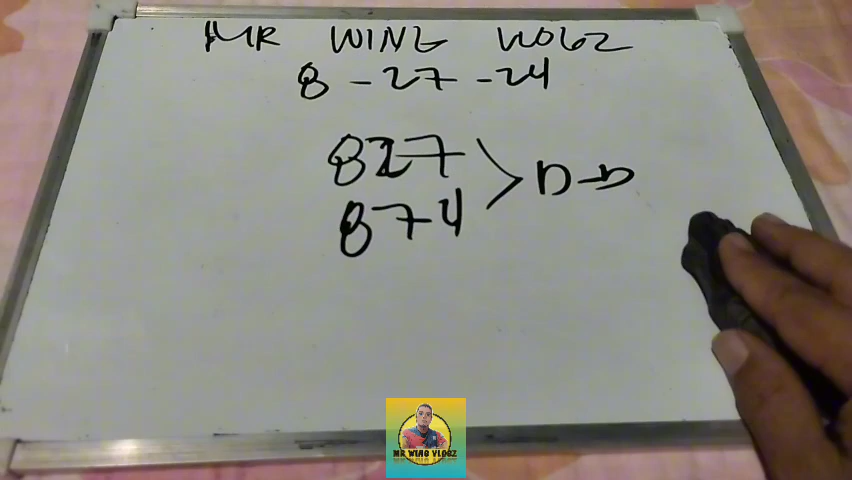 MR WING VLOGZ
8-27-24
827
874 > D-D
MR WING VLOGZ